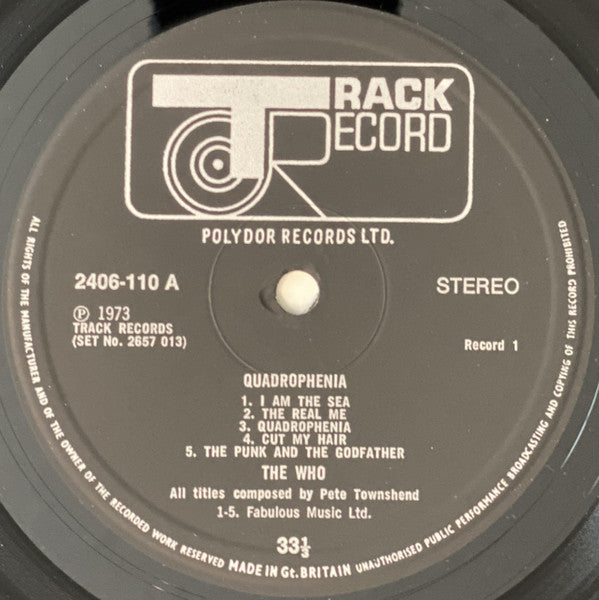 TRACK
RECORD
POLYDOR RECORDS LTD.
2406-110 A
STEREO
Ⓟ 1973
TRACK RECORDS
(SET No. 2657 013)
Record 1
QUADROPHENIA
1. I AM THE SEA
2. THE REAL ME
3. QUADROPHENIA
4. CUT MY HAIR
5. THE PUNK AND THE GODFATHER
THE WHO
All titles composed by Pete Townshend
1-5. Fabulous Music Ltd.
33⅓
ALL RIGHTS OF THE MANUFACTURER AND OF THE OWNER OF THE RECORDED WORK RESERVED MADE IN Gt. BRITAIN UNAUTHORISED PUBLIC PERFORMANCE BROADCASTING AND COPYING OF THIS RECORD PROHIBITED